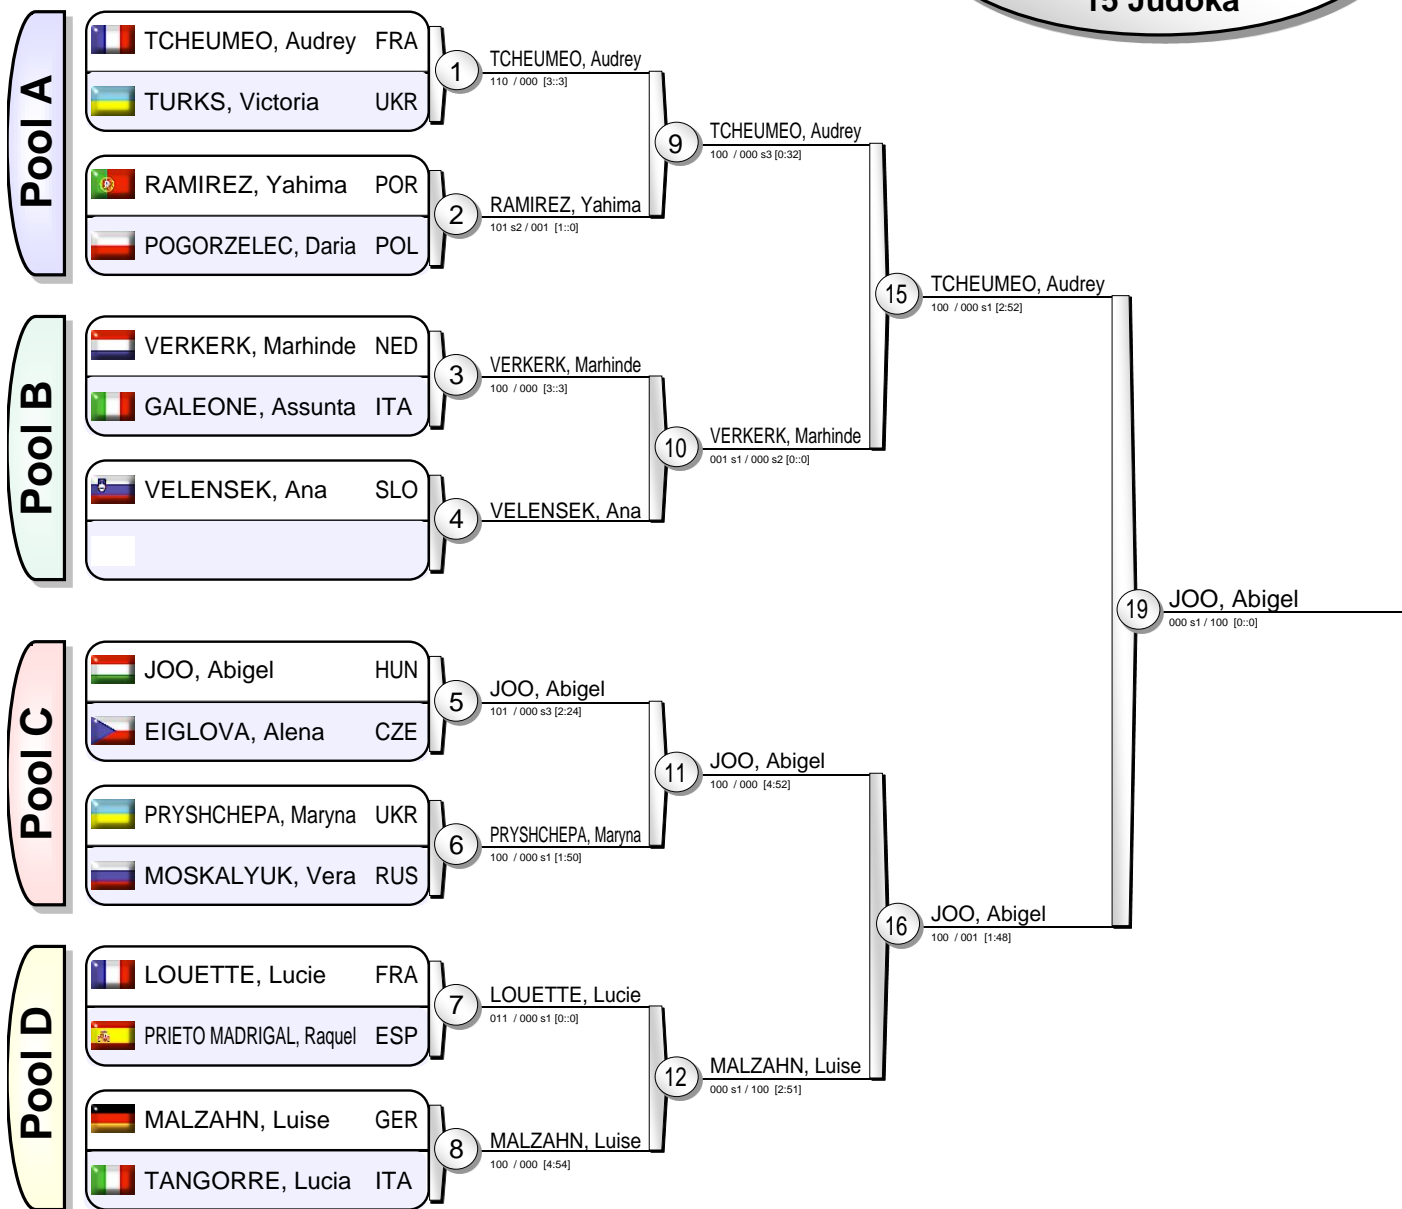 15 Judoka
Pool A
TCHEUMEO, Audrey FRA
TURKS, Victoria UKR
RAMIREZ, Yahima POR
POGORZELEC, Daria POL
1
TCHEUMEO, Audrey
110 / 000 [3::3]
2
RAMIREZ, Yahima
101 s2 / 001 [1::0]
9
TCHEUMEO, Audrey
100 / 000 s3 [0:32]
Pool B
VERKERK, Marhinde NED
GALEONE, Assunta ITA
VELENSEK, Ana SLO
3
VERKERK, Marhinde
100 / 000 [3::3]
4
VELENSEK, Ana
10
VERKERK, Marhinde
001 s1 / 000 s2 [0::0]
15
TCHEUMEO, Audrey
100 / 000 s1 [2:52]
Pool C
JOO, Abigel HUN
EIGLOVA, Alena CZE
PRYSHCHEPA, Maryna UKR
MOSKALYUK, Vera RUS
5
JOO, Abigel
101 / 000 s3 [2:24]
6
PRYSHCHEPA, Maryna
100 / 000 s1 [1:50]
11
JOO, Abigel
100 / 000 [4:52]
Pool D
LOUETTE, Lucie FRA
PRIETO MADRIGAL, Raquel ESP
MALZAHN, Luise GER
TANGORRE, Lucia ITA
7
LOUETTE, Lucie
011 / 000 s1 [0::0]
8
MALZAHN, Luise
100 / 000 [4:54]
12
MALZAHN, Luise
000 s1 / 100 [2:51]
16
JOO, Abigel
100 / 001 [1:48]
19
JOO, Abigel
000 s1 / 100 [0::0]